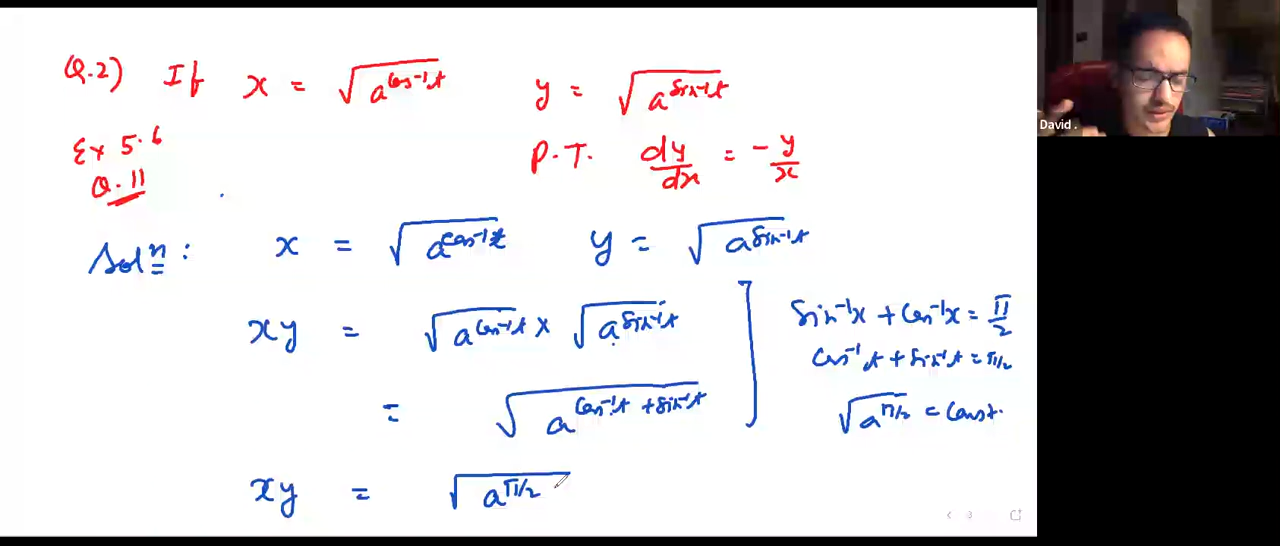 Q.2) If x = √a^cos⁻¹t y = √a^sin⁻¹t
Ex 5.6
Q.11
P.T. dy/dx = -y/x
Solⁿ: x = √a^cos⁻¹t y = √a^sin⁻¹t
xy = √a^cos⁻¹t × √a^sin⁻¹t
= √a^cos⁻¹t + sin⁻¹t
xy = √a^π/2
sin⁻¹x + cos⁻¹x = π/2
cos⁻¹t + sin⁻¹t = π/2
√a^π/2 = Const.
David .
< 3